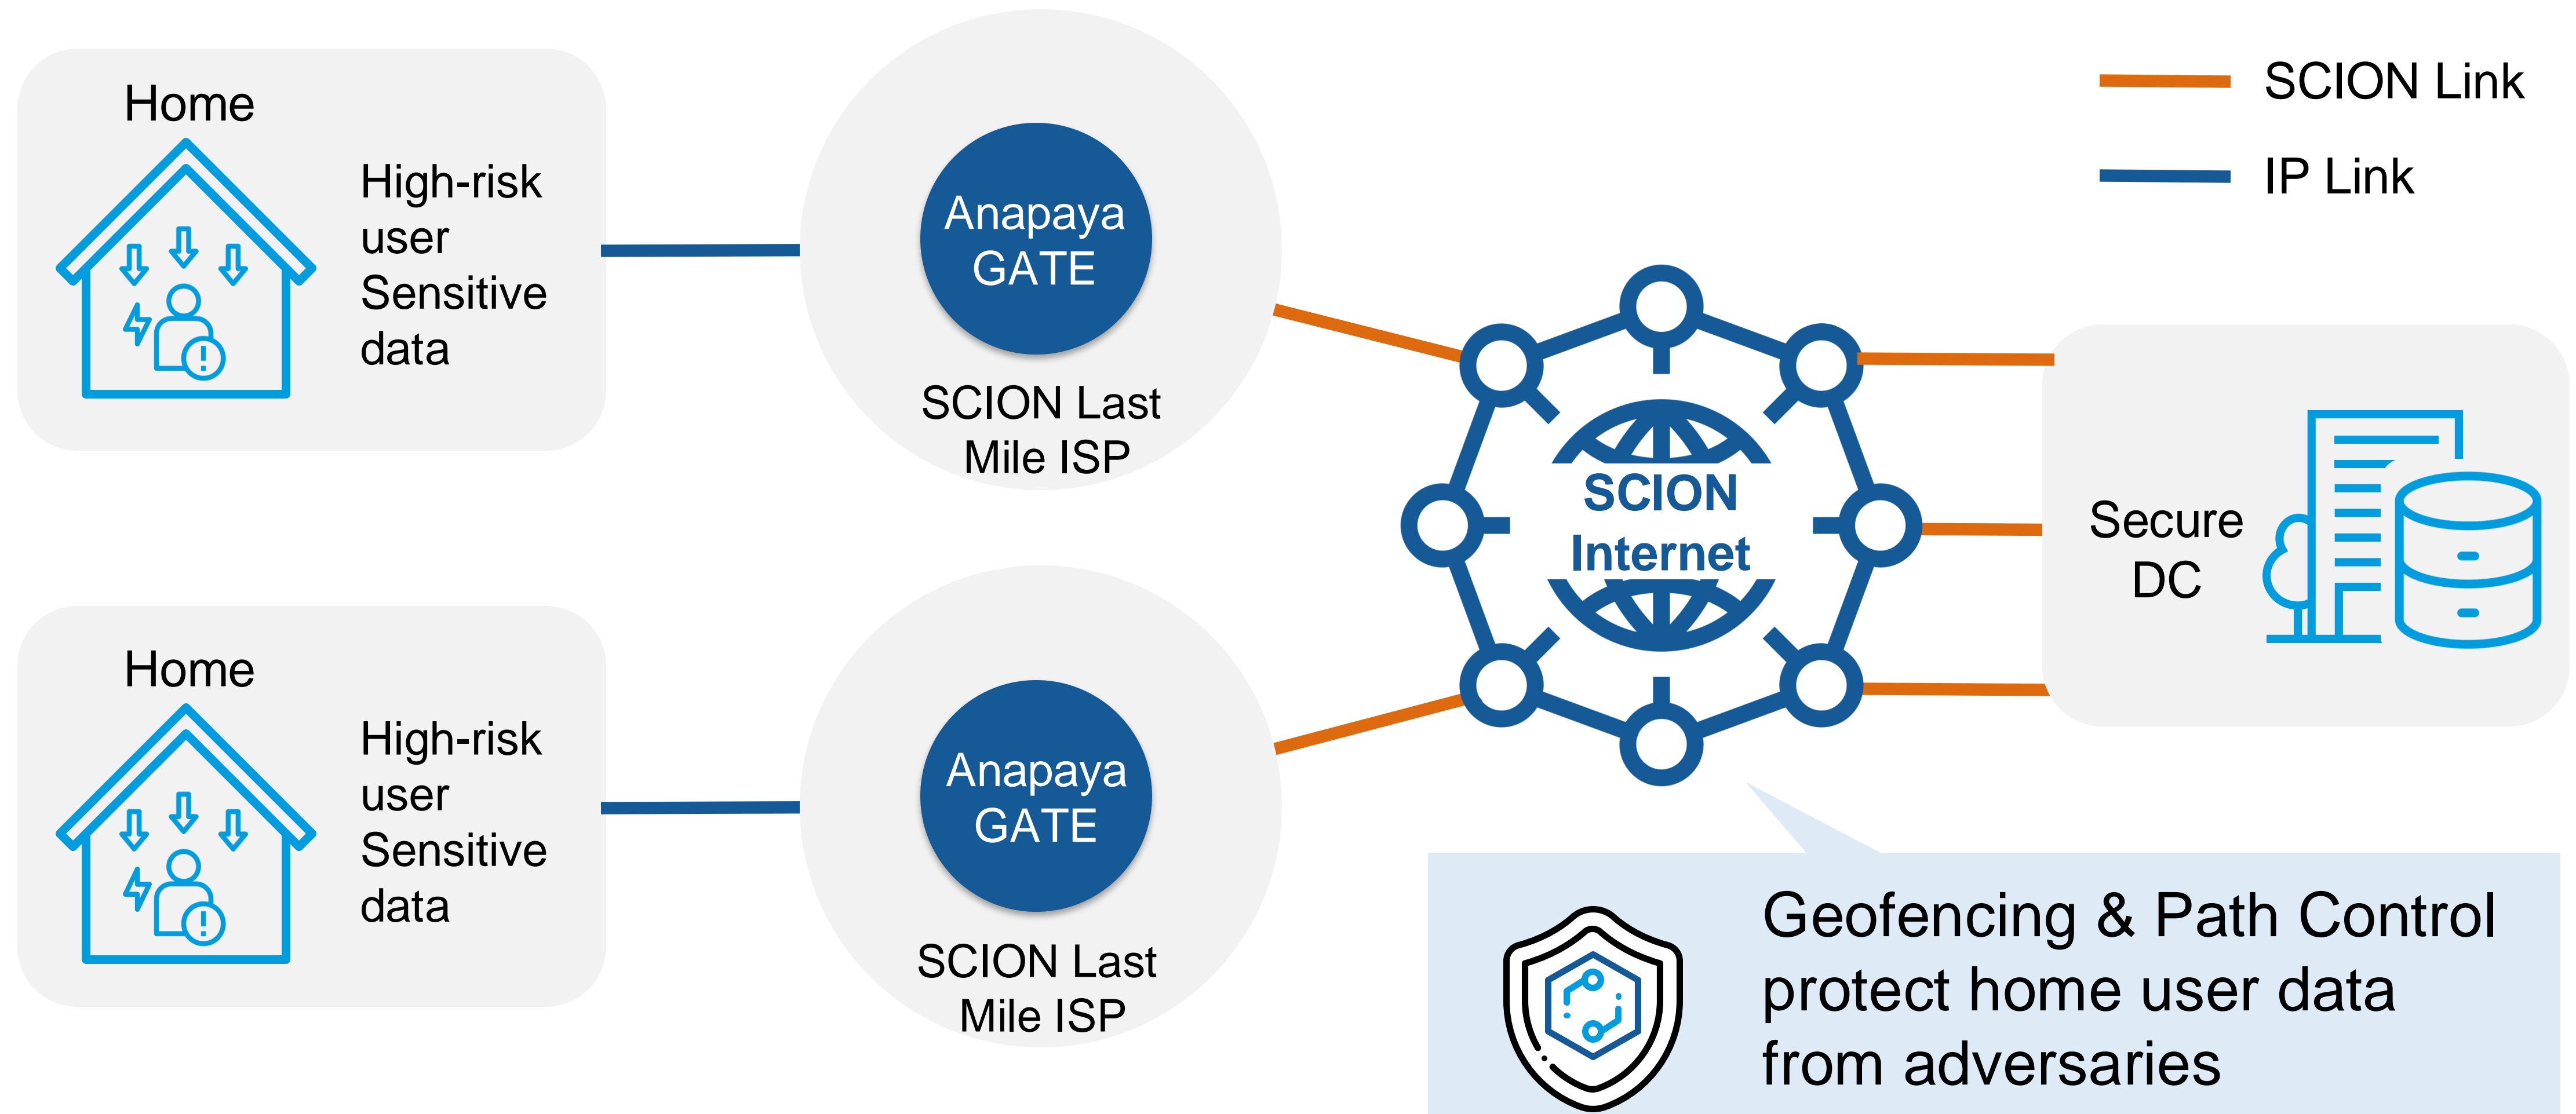 Home
High-risk
user
Sensitive
data
Anapaya
GATE
SCION Last
Mile ISP
SCION Link
IP Link
SCION
Internet
Secure
DC
Home
High-risk
user
Sensitive
data
Anapaya
GATE
SCION Last
Mile ISP
Geofencing & Path Control
protect home user data
from adversaries